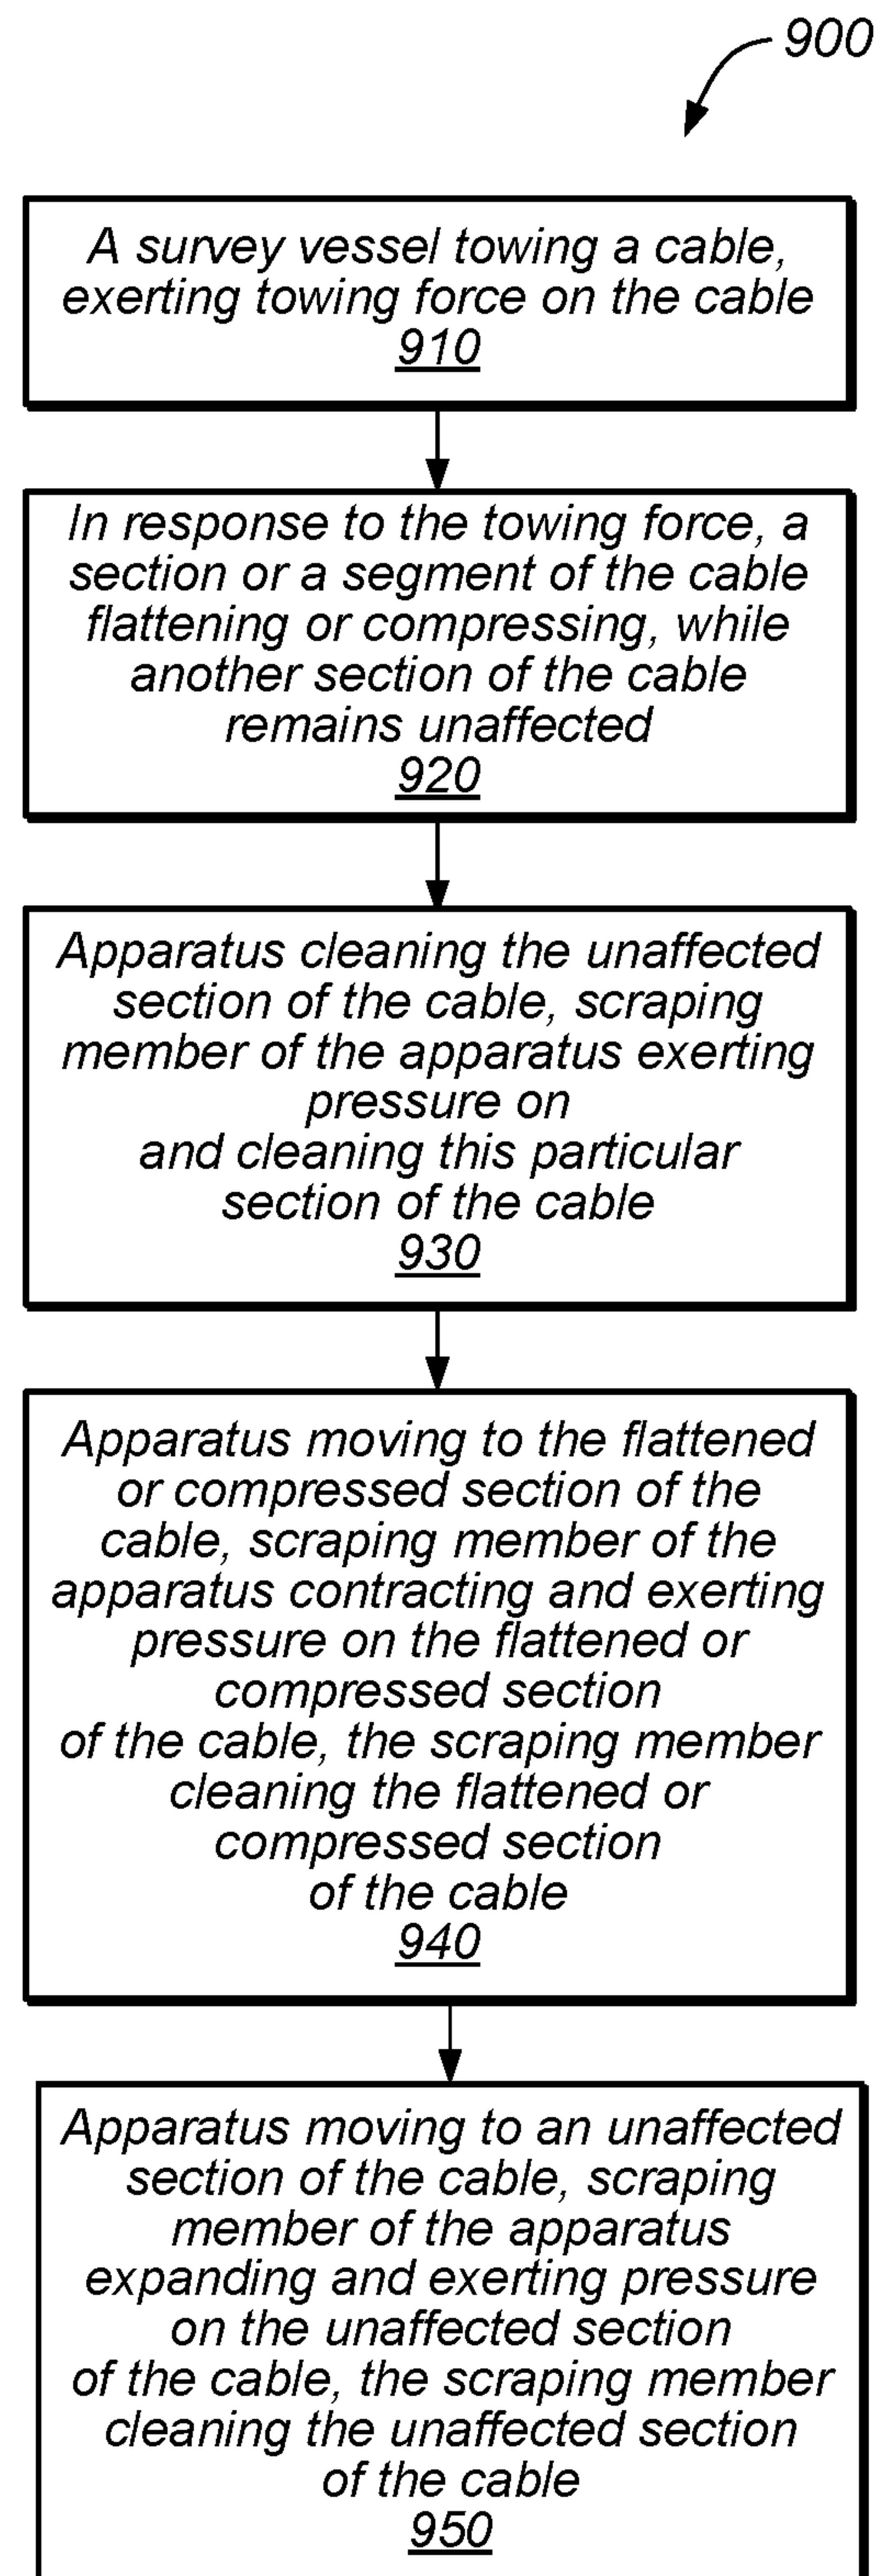 900
A survey vessel towing a cable,
exerting towing force on the cable
910
In response to the towing force, a
section or a segment of the cable
flattening or compressing, while
another section of the cable
remains unaffected
920
Apparatus cleaning the unaffected
section of the cable, scraping
member of the apparatus exerting
pressure on
and cleaning this particular
section of the cable
930
Apparatus moving to the flattened
or compressed section of the
cable, scraping member of the
apparatus contracting and exerting
pressure on the flattened or
compressed section
of the cable, the scraping member
cleaning the flattened or
compressed section
of the cable
940
Apparatus moving to an unaffected
section of the cable, scraping
member of the apparatus
expanding and exerting pressure
on the unaffected section
of the cable, the scraping member
cleaning the unaffected section
of the cable
950